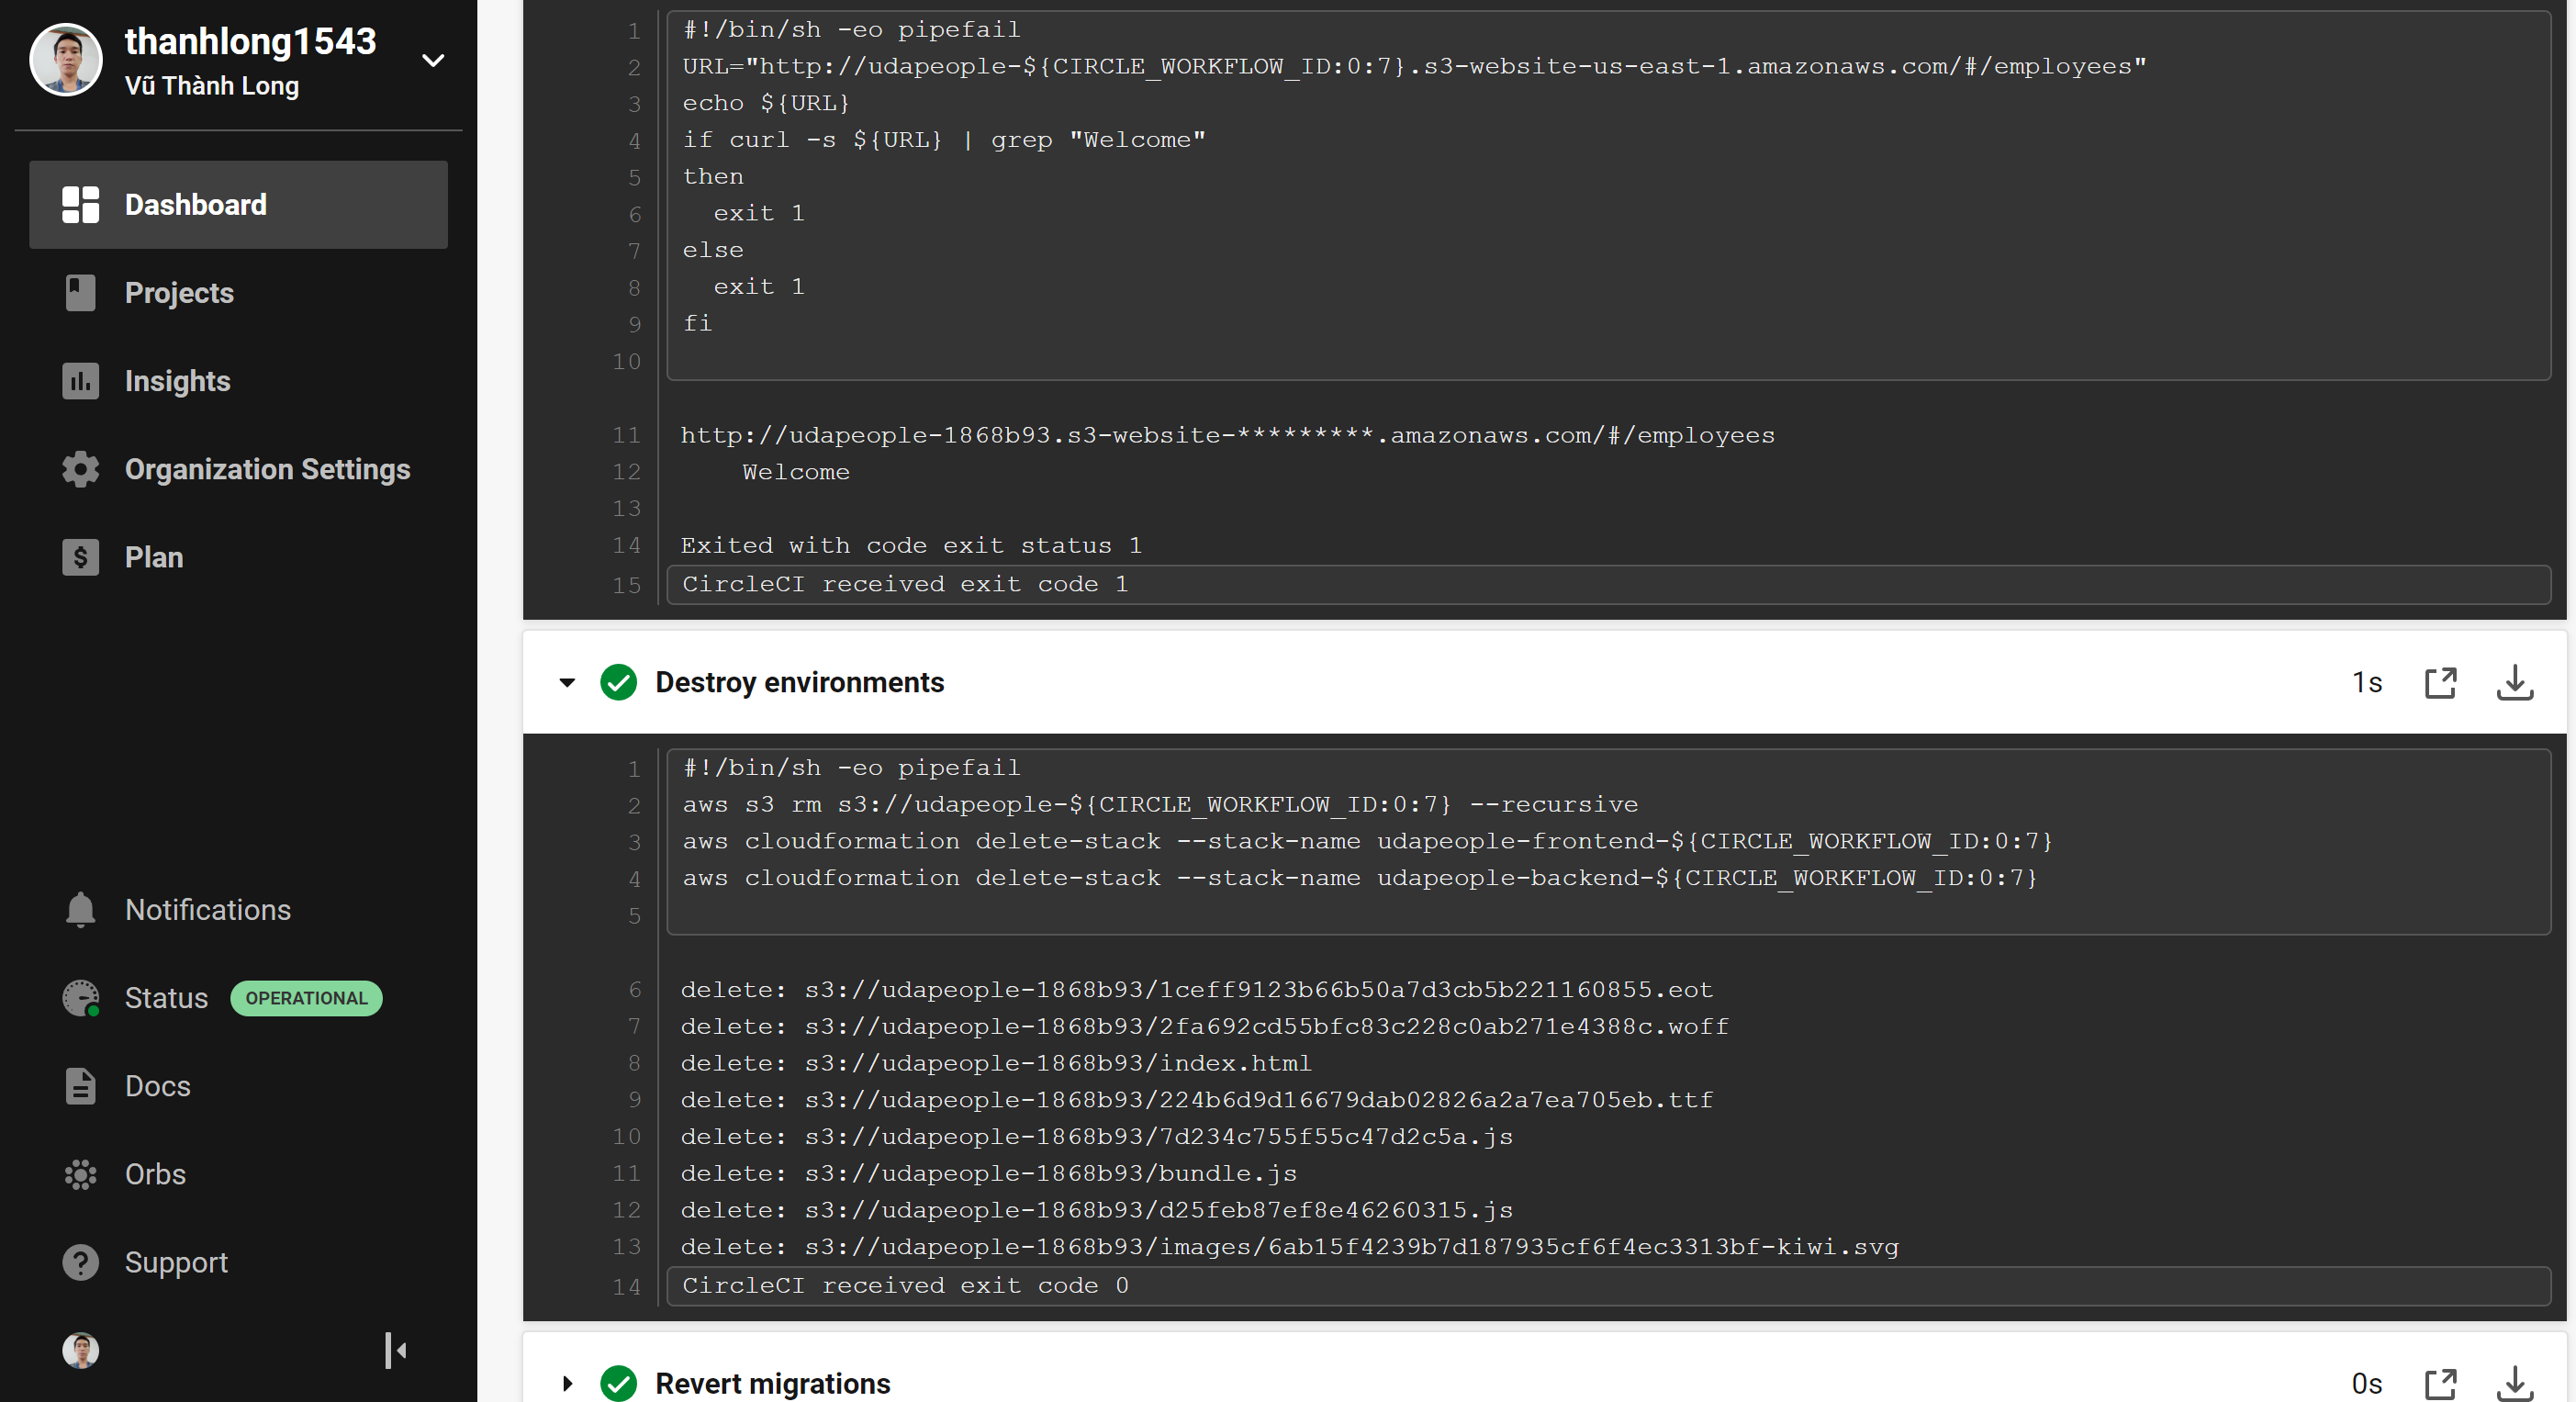 thanhlong1543
Vũ Thành Long
Dashboard
Projects
Insights
Organization Settings
Plan
Notifications
Status OPERATIONAL
Docs
Orbs
Support
1 #!/bin/sh -eo pipefail
2 URL="http://udapeople-${CIRCLE_WORKFLOW_ID:0:7}.s3-website-us-east-1.amazonaws.com/#/employees"
3 echo ${URL}
4 if curl -s ${URL} | grep "Welcome"
5 then
6   exit 1
7 else
8   exit 1
9 fi
10
11 http://udapeople-1868b93.s3-website-*********.amazonaws.com/#/employees
12     Welcome
13
14 Exited with code exit status 1
15 CircleCI received exit code 1
Destroy environments 1s
1 #!/bin/sh -eo pipefail
2 aws s3 rm s3://udapeople-${CIRCLE_WORKFLOW_ID:0:7} --recursive
3 aws cloudformation delete-stack --stack-name udapeople-frontend-${CIRCLE_WORKFLOW_ID:0:7}
4 aws cloudformation delete-stack --stack-name udapeople-backend-${CIRCLE_WORKFLOW_ID:0:7}
5
6 delete: s3://udapeople-1868b93/1ceff9123b66b50a7d3cb5b221160855.eot
7 delete: s3://udapeople-1868b93/2fa692cd55bfc83c228c0ab271e4388c.woff
8 delete: s3://udapeople-1868b93/index.html
9 delete: s3://udapeople-1868b93/224b6d9d16679dab02826a2a7ea705eb.ttf
10 delete: s3://udapeople-1868b93/7d234c755f55c47d2c5a.js
11 delete: s3://udapeople-1868b93/bundle.js
12 delete: s3://udapeople-1868b93/d25feb87ef8e46260315.js
13 delete: s3://udapeople-1868b93/images/6ab15f4239b7d187935cf6f4ec3313bf-kiwi.svg
14 CircleCI received exit code 0
Revert migrations 0s